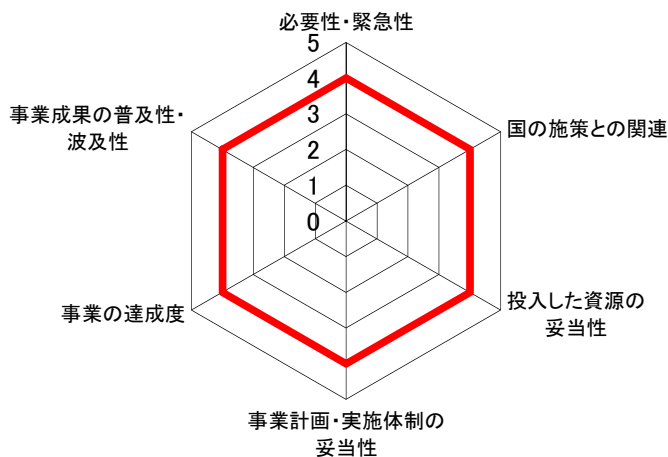 必要性・緊急性
5
4
3
2
1
0
国の施策との関連
投入した資源の
妥当性
事業計画・実施体制の
妥当性
事業の達成度
事業成果の普及性・
波及性